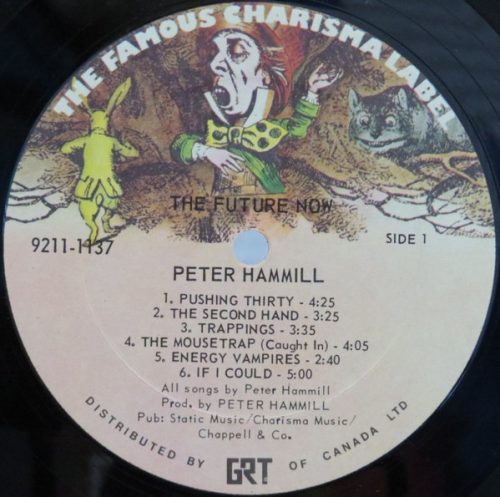 THE FAMOUS CHARISMA LABEL
THE FUTURE NOW
9211-1137
SIDE 1
PETER HAMMILL
1. PUSHING THIRTY - 4:25
2. THE SECOND HAND - 3:25
3. TRAPPINGS - 3:35
4. THE MOUSETRAP (Caught In) - 4:05
5. ENERGY VAMPIRES - 2:40
6. IF I COULD - 5:00
All songs by Peter Hammill
Prod. by PETER HAMMILL
Pub: Static Music/Charisma Music/
Chappell & Co.
DISTRIBUTED BY GRT OF CANADA LTD